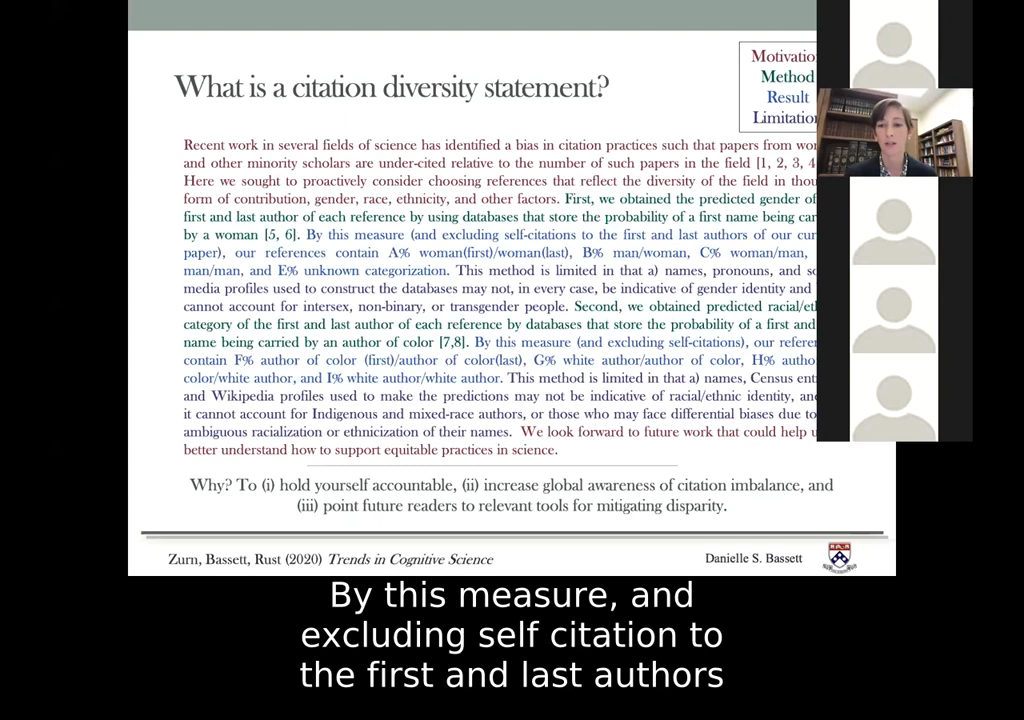 What is a citation diversity statement?
Motivatio
Method
Result
Limitation
Recent work in several fields of science has identified a bias in citation practices such that papers from wo
and other minority scholars are under-cited relative to the number of such papers in the field [1, 2, 3, 4
Here we sought to proactively consider choosing references that reflect the diversity of the field in thou
form of contribution, gender, race, ethnicity, and other factors. First, we obtained the predicted gender of
first and last author of each reference by using databases that store the probability of a first name being car
by a woman [5, 6]. By this measure (and excluding self-citations to the first and last authors of our cur
paper), our references contain A% woman(first)/woman(last), B% man/woman, C% woman/man,
man/man, and E% unknown categorization. This method is limited in that a) names, pronouns, and so
media profiles used to construct the databases may not, in every case, be indicative of gender identity and
cannot account for intersex, non-binary, or transgender people. Second, we obtained predicted racial/et
category of the first and last author of each reference by databases that store the probability of a first and
name being carried by an author of color [7,8]. By this measure (and excluding self-citations), our refere
contain F% author of color (first)/author of color(last), G% white author/author of color, H% autho
color/white author, and I% white author/white author. This method is limited in that a) names, Census ent
and Wikipedia profiles used to make the predictions may not be indicative of racial/ethnic identity, an
it cannot account for Indigenous and mixed-race authors, or those who may face differential biases due to
ambiguous racialization or ethnicization of their names. We look forward to future work that could help u
better understand how to support equitable practices in science.
Why? To (i) hold yourself accountable, (ii) increase global awareness of citation imbalance, and
(iii) point future readers to relevant tools for mitigating disparity.
Zurn, Bassett, Rust (2020) Trends in Cognitive Science
Danielle S. Bassett
By this measure, and
excluding self citation to
the first and last authors